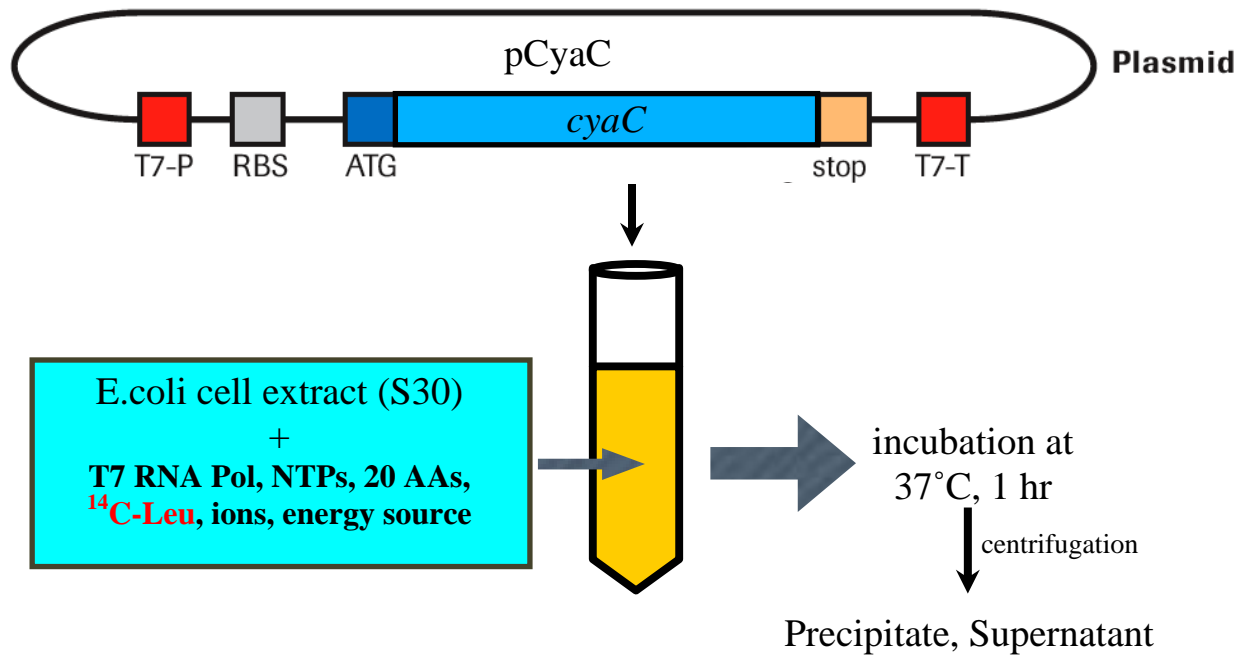 pCyaC
Plasmid
cyaC
T7-P RBS ATG stop T7-T
E.coli cell extract (S30)
+
T7 RNA Pol, NTPs, 20 AAs,
¹⁴C-Leu, ions, energy source
incubation at
37˚C, 1 hr
centrifugation
Precipitate, Supernatant